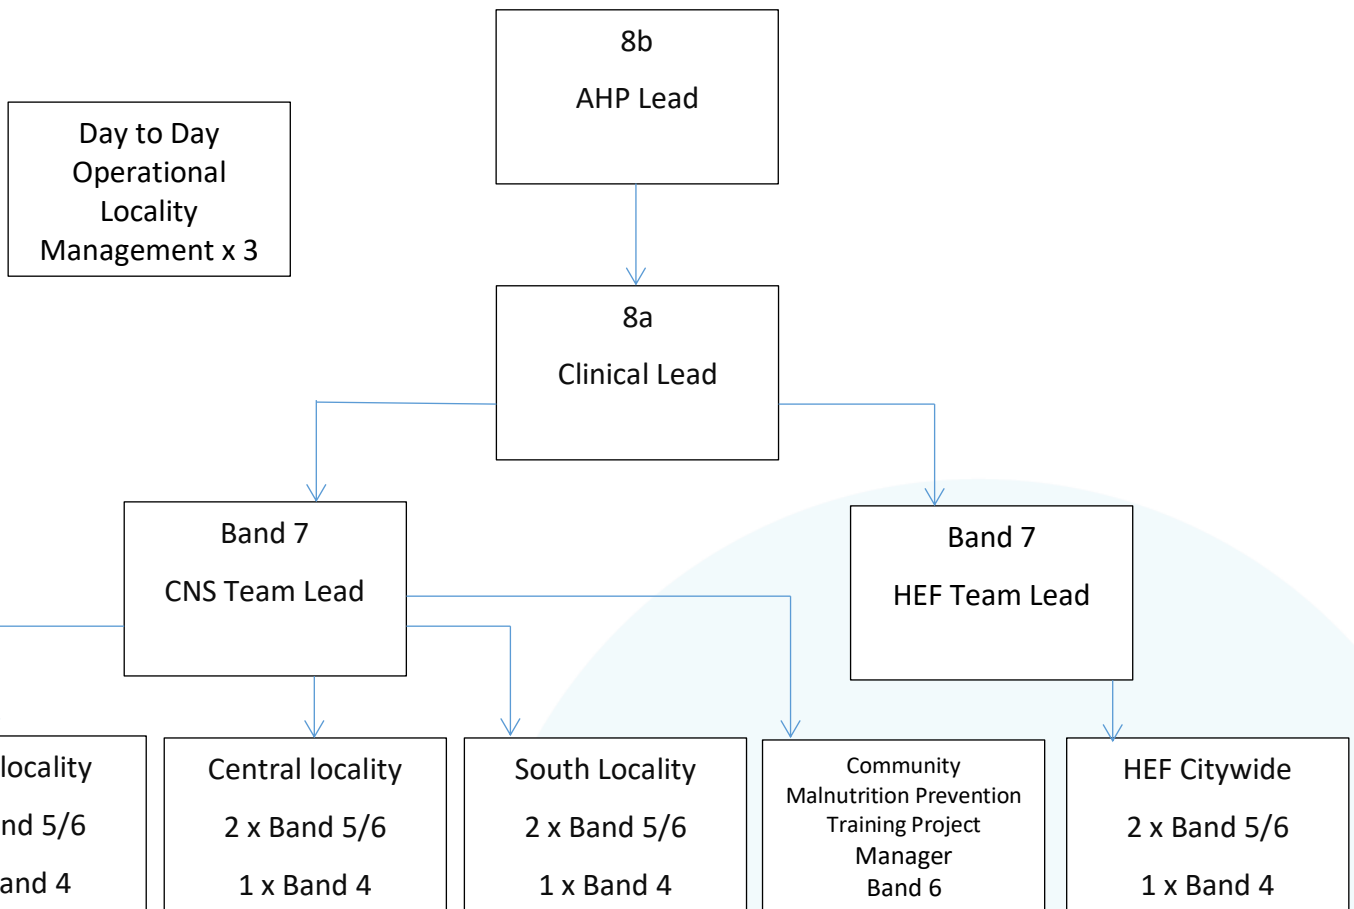 8b
AHP Lead
Day to Day
Operational
Locality
Management x 3
8a
Clinical Lead
Band 7
CNS Team Lead
Band 7
HEF Team Lead
locality
nd 5/6
and 4
Central locality
2 x Band 5/6
1 x Band 4
South Locality
2 x Band 5/6
1 x Band 4
Community
Malnutrition Prevention
Training Project
Manager
Band 6
HEF Citywide
2 x Band 5/6
1 x Band 4